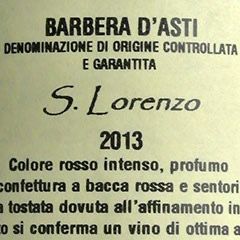 BARBERA D'ASTI
DENOMINAZIONE DI ORIGINE CONTROLLATA
E GARANTITA
S. Lorenzo
2013
Colore rosso intenso, profumo
confettura a bacca rossa e sentori
tostata dovuta all'affinamento in
si conferma un vino di ottima